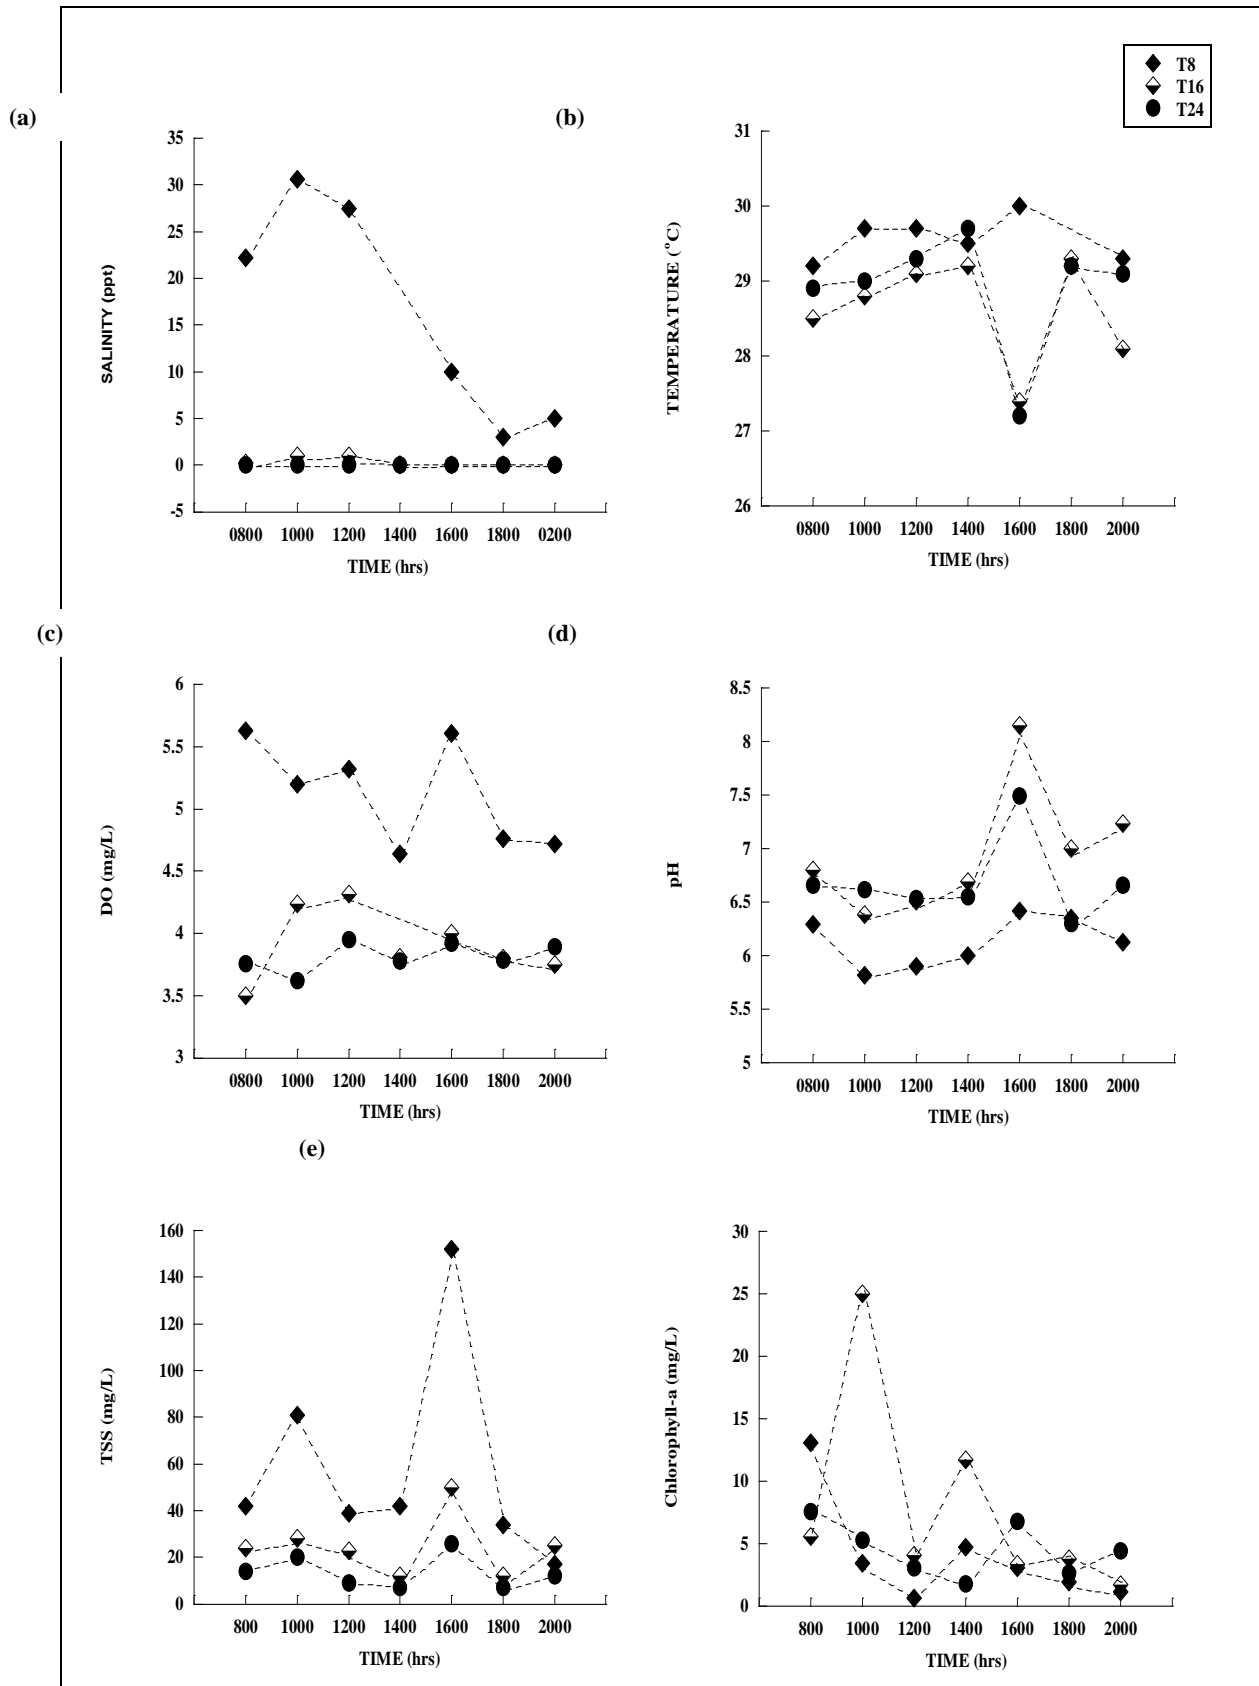 T8
T16
T24
(a)
(b)
35
30
25
20
15
10
5
0
-5
SALINITY (ppt)
0800 1000 1200 1400 1600 1800 0200
TIME (hrs)
31
30
29
28
27
26
TEMPERATURE (°C)
0800 1000 1200 1400 1600 1800 2000
TIME (hrs)
(c)
(d)
6
5.5
5
4.5
4
3.5
3
DO (mg/L)
0800 1000 1200 1400 1600 1800 2000
TIME (hrs)
8.5
8
7.5
7
6.5
6
5.5
5
pH
0800 1000 1200 1400 1600 1800 2000
TIME (hrs)
(e)
160
140
120
100
80
60
40
20
0
TSS (mg/L)
800 1000 1200 1400 1600 1800 2000
TIME (hrs)
30
25
20
15
10
5
0
Chlorophyll-a (mg/L)
800 1000 1200 1400 1600 1800 2000
TIME (hrs)